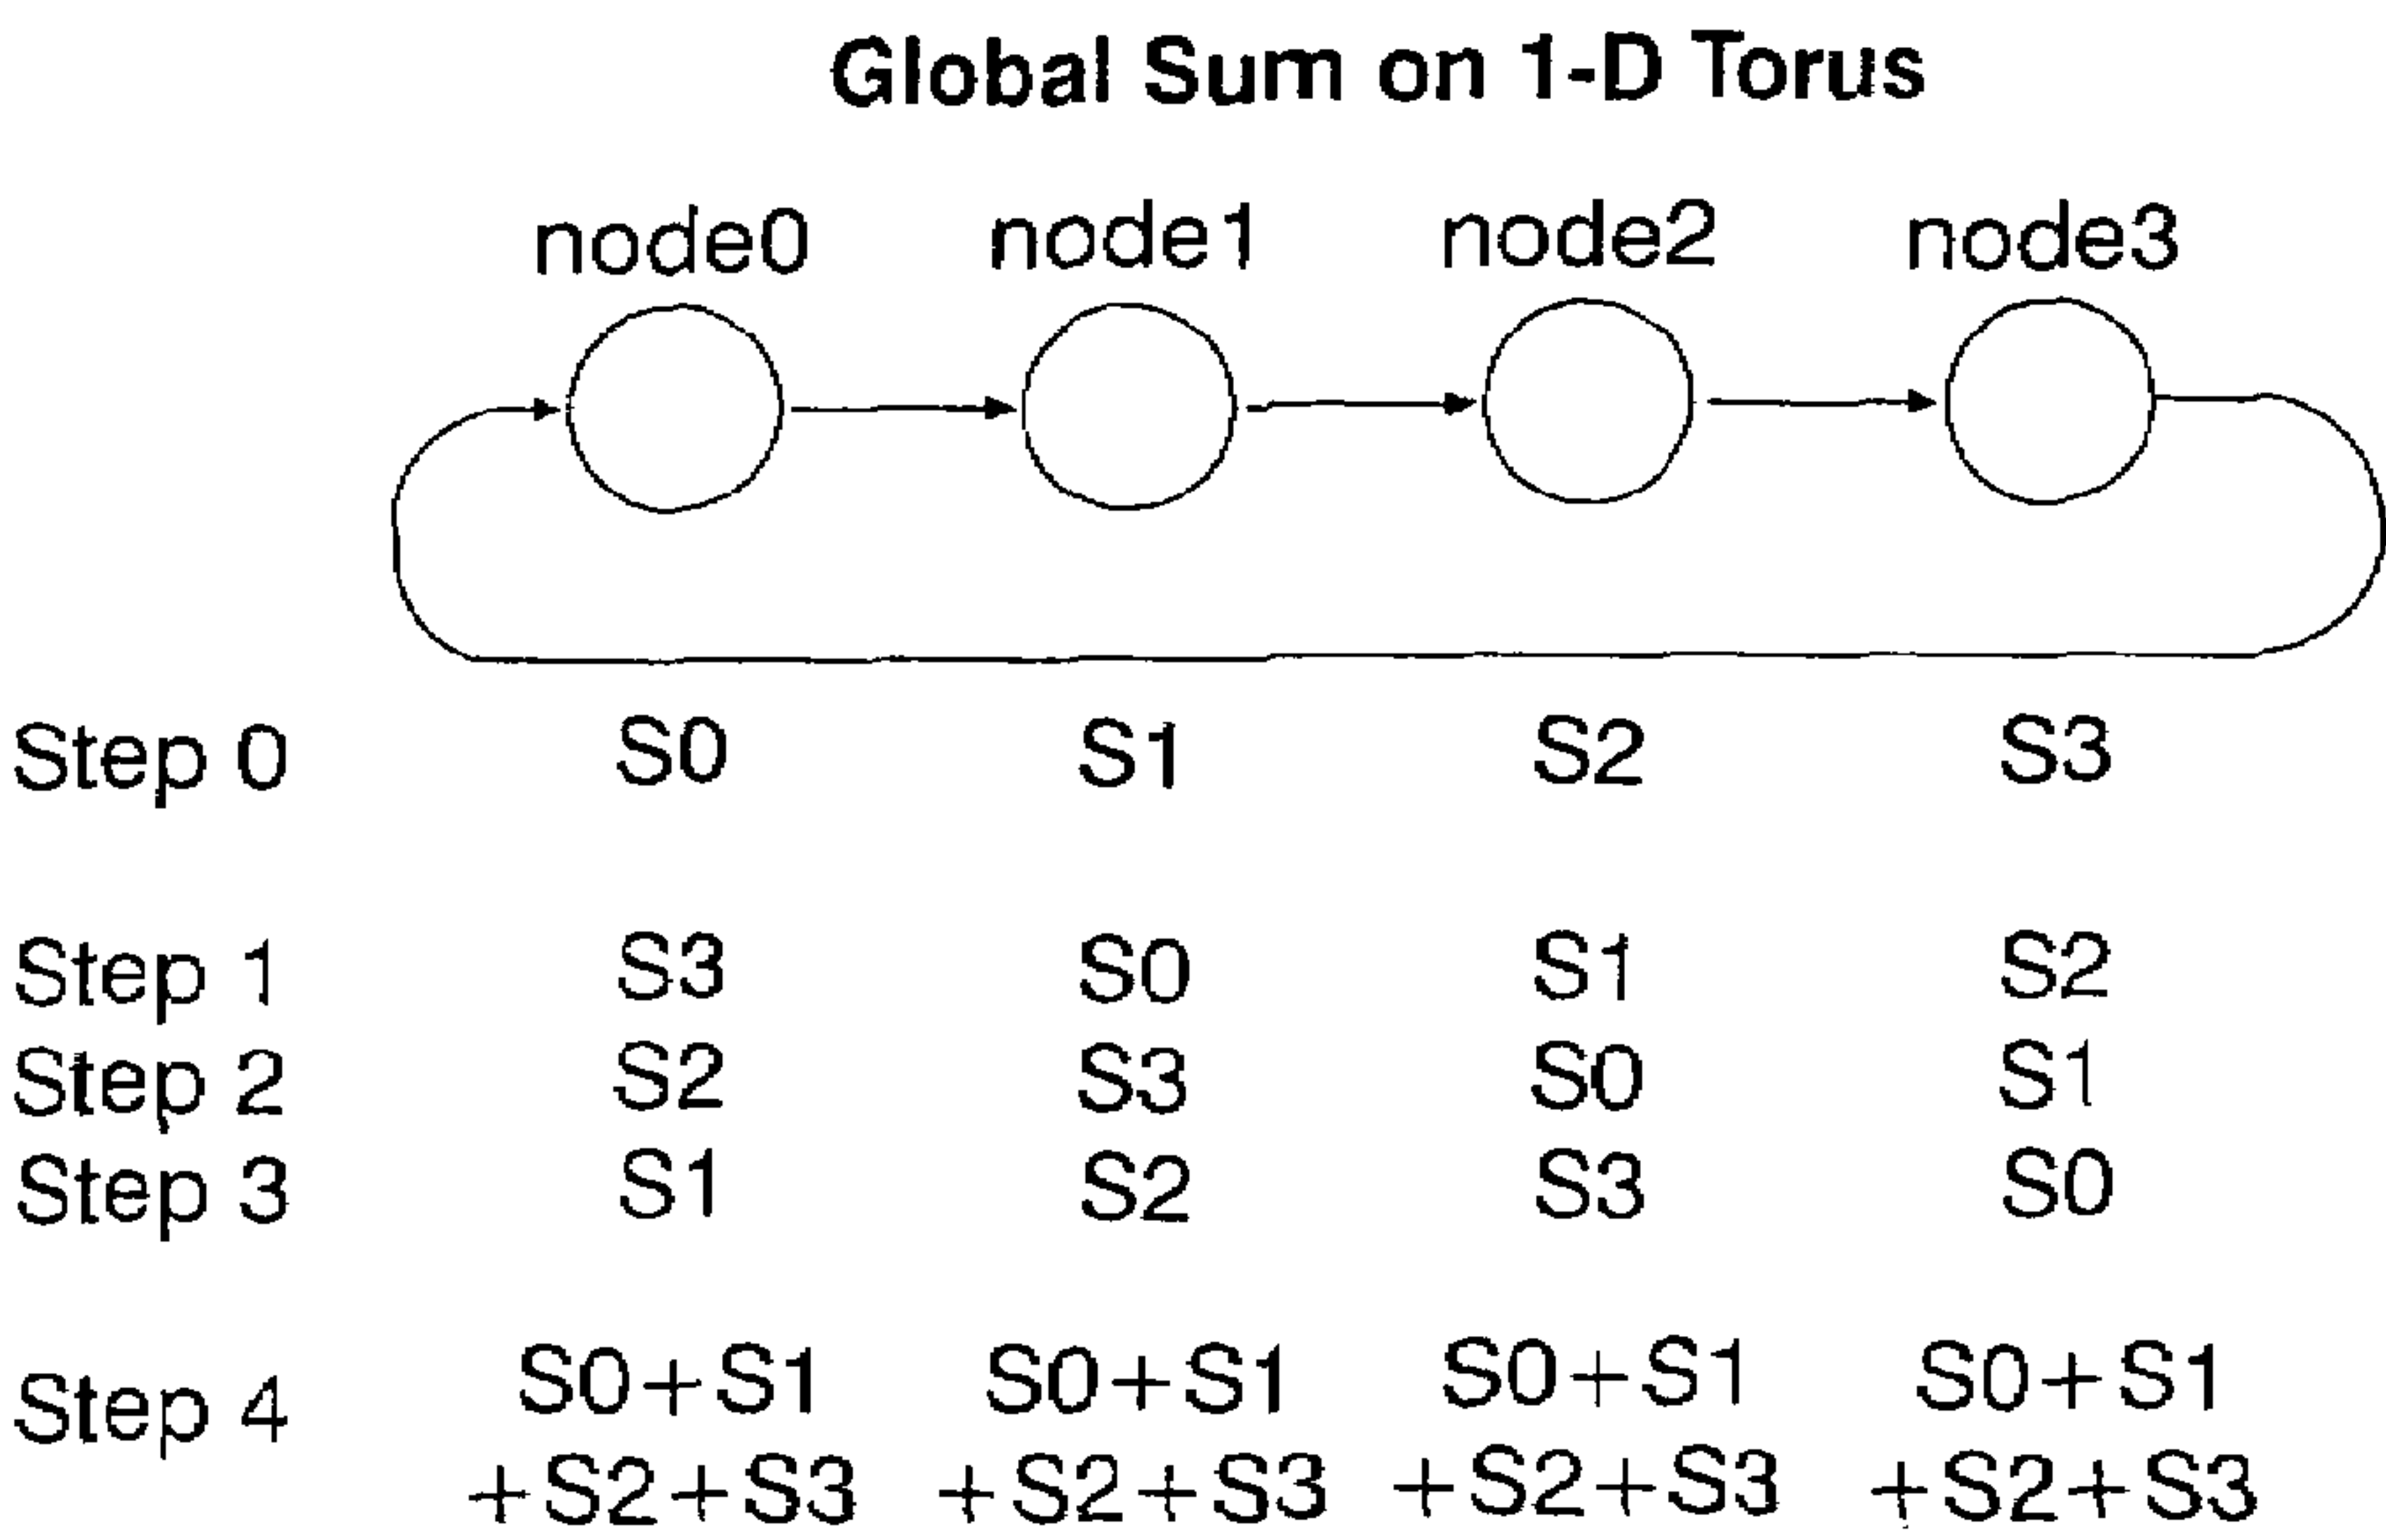 Global Sum on 1-D Torus
node0 node1 node2 node3
Step 0 S0 S1 S2 S3
Step 1 S3 S0 S1 S2
Step 2 S2 S3 S0 S1
Step 3 S1 S2 S3 S0
Step 4 S0+S1 S0+S1 S0+S1 S0+S1
+S2+S3 +S2+S3 +S2+S3 +S2+S3